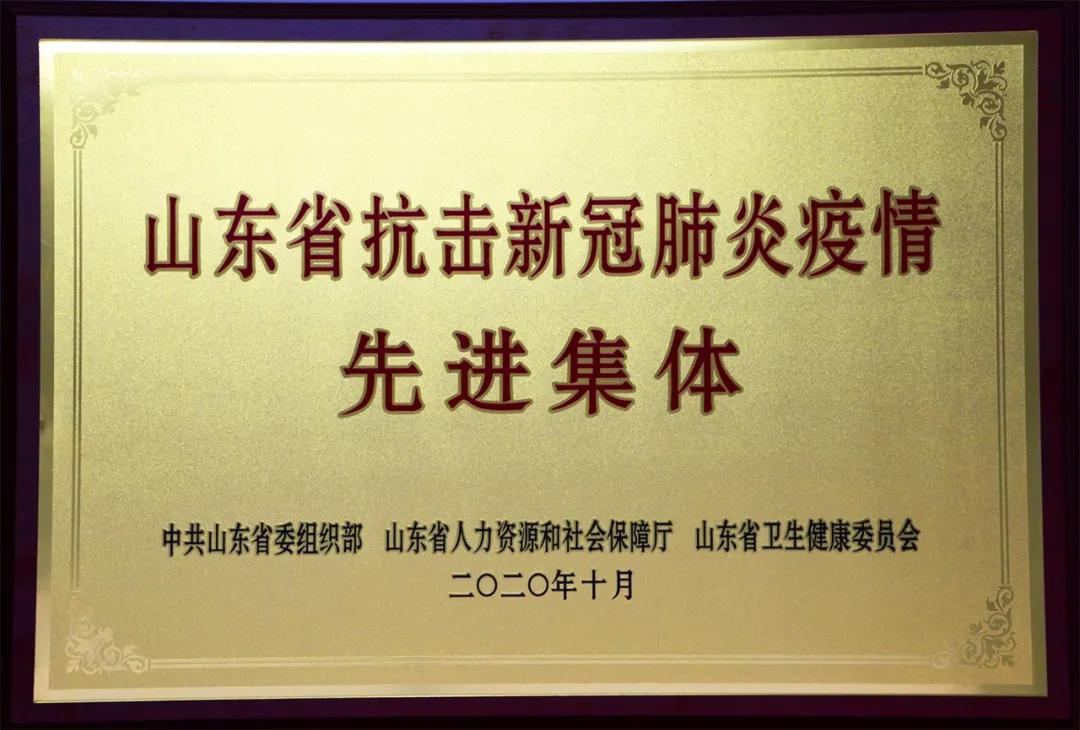 山东省抗击新冠肺炎疫情
先进集体
中共山东省委组织部 山东省人力资源和社会保障厅 山东省卫生健康委员会
二〇二〇年十月